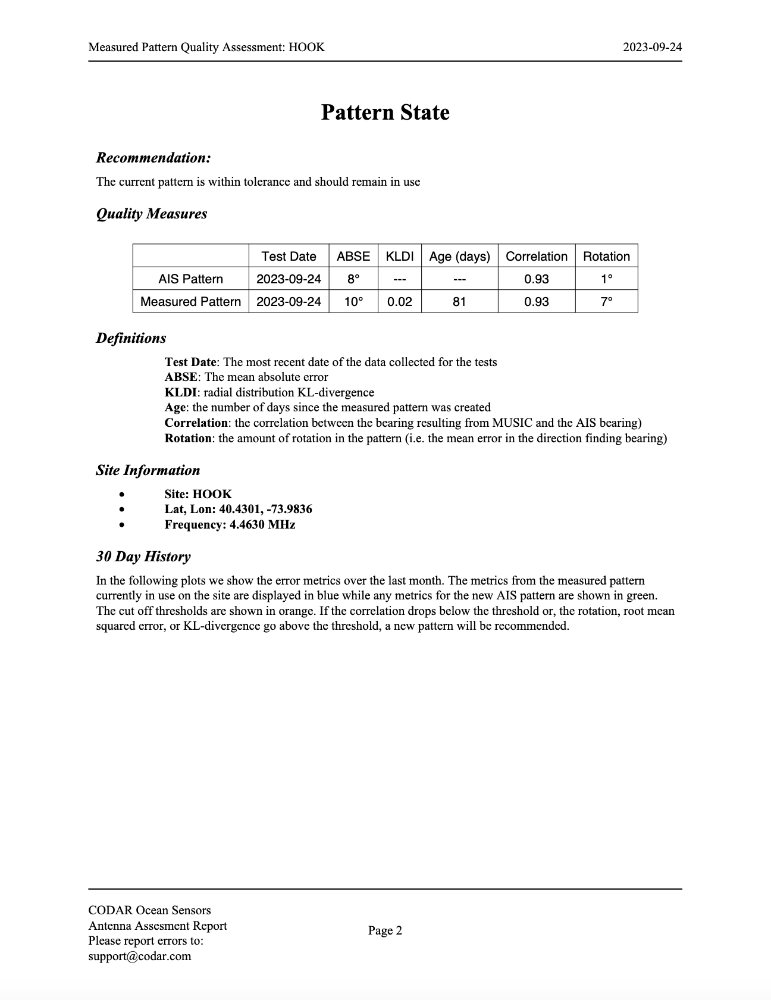 Measured Pattern Quality Assessment: HOOK 2023-09-24
Pattern State
Recommendation:
The current pattern is within tolerance and should remain in use
Quality Measures
Test Date ABSE KLDI Age (days) Correlation Rotation
AIS Pattern 2023-09-24 8° --- --- 0.93 1°
Measured Pattern 2023-09-24 10° 0.02 81 0.93 7°
Definitions
Test Date: The most recent date of the data collected for the tests
ABSE: The mean absolute error
KLDI: radial distribution KL-divergence
Age: the number of days since the measured pattern was created
Correlation: the correlation between the bearing resulting from MUSIC and the AIS bearing)
Rotation: the amount of rotation in the pattern (i.e. the mean error in the direction finding bearing)
Site Information
• Site: HOOK
• Lat, Lon: 40.4301, -73.9836
• Frequency: 4.4630 MHz
30 Day History
In the following plots we show the error metrics over the last month. The metrics from the measured pattern
currently in use on the site are displayed in blue while any metrics for the new AIS pattern are shown in green.
The cut off thresholds are shown in orange. If the correlation drops below the threshold or, the rotation, root mean
squared error, or KL-divergence go above the threshold, a new pattern will be recommended.
CODAR Ocean Sensors
Antenna Assesment Report
Please report errors to:
support@codar.com
Page 2